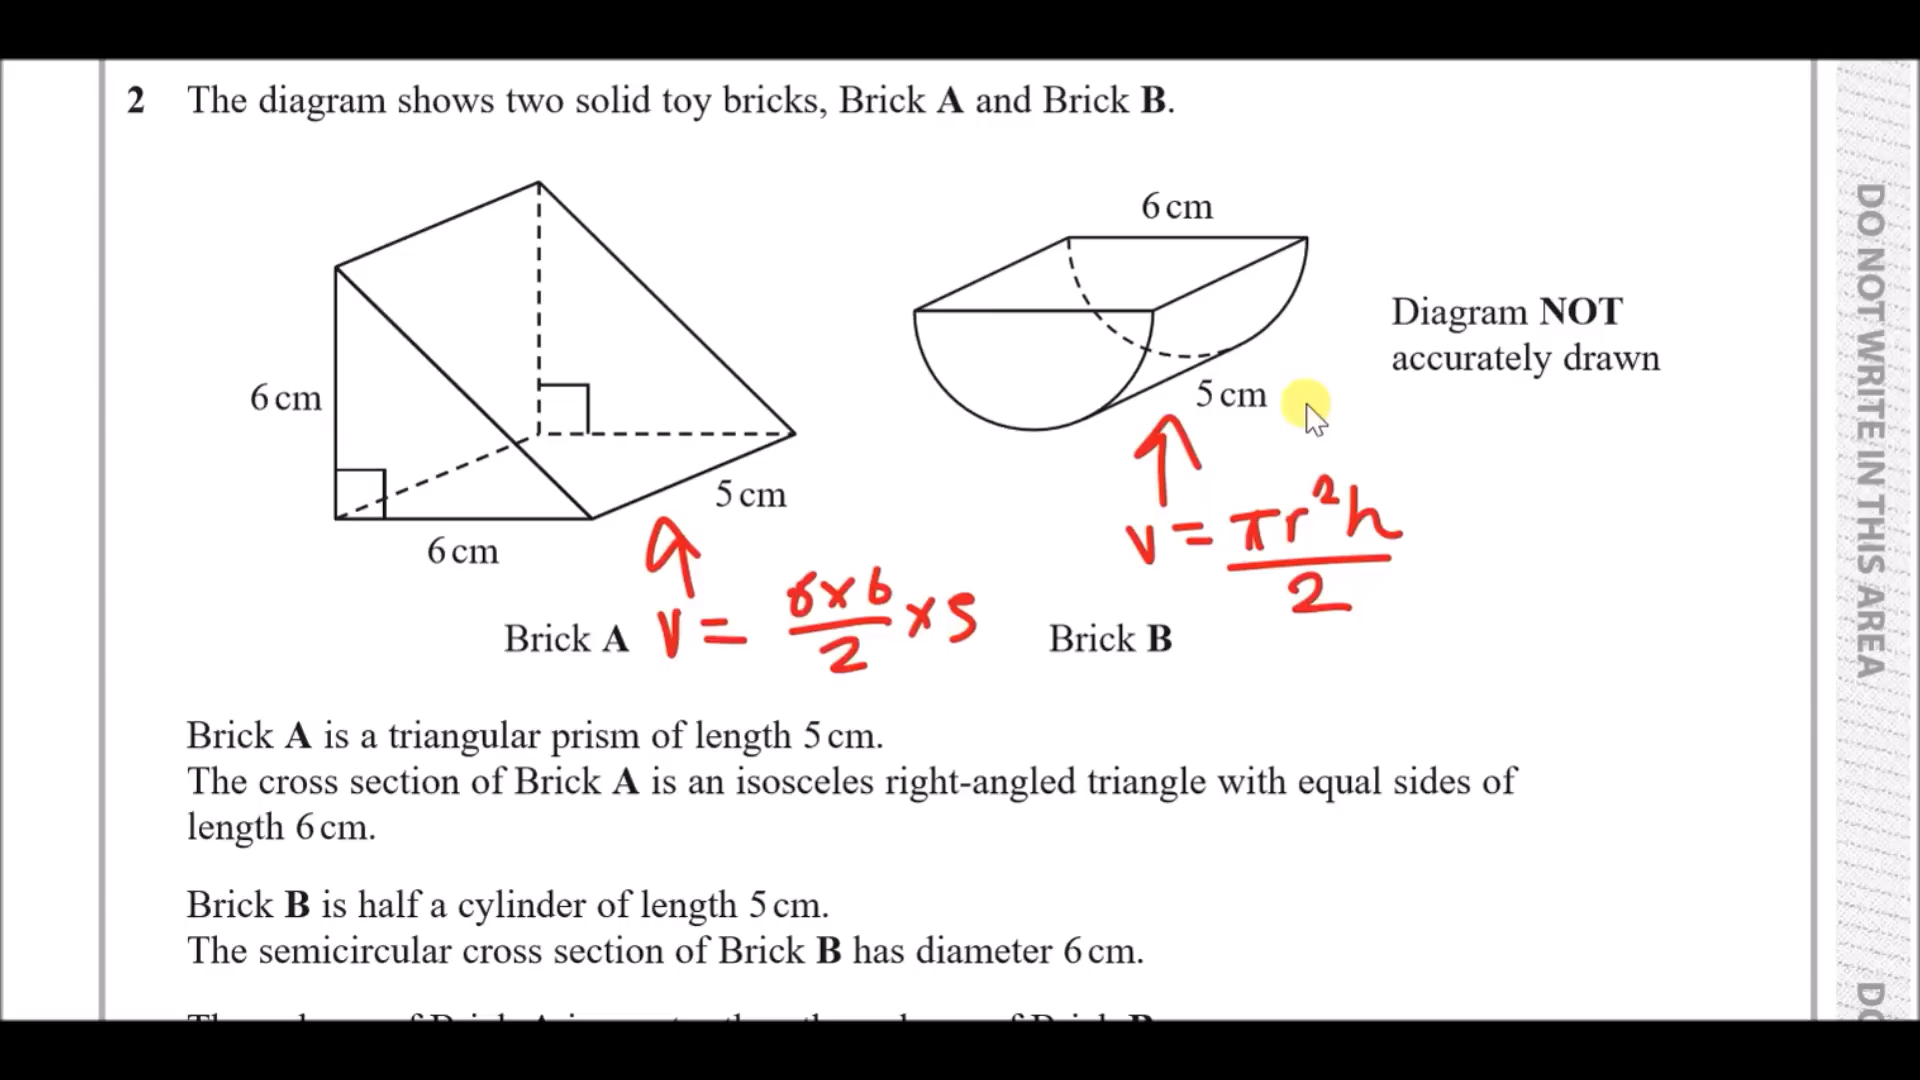 2 The diagram shows two solid toy bricks, Brick A and Brick B.
6 cm
6 cm
5 cm
6 cm
5 cm
Diagram NOT
accurately drawn
V = 6×6/2 × 5
V = πr²h/2
Brick A
Brick B
Brick A is a triangular prism of length 5 cm.
The cross section of Brick A is an isosceles right-angled triangle with equal sides of
length 6 cm.
Brick B is half a cylinder of length 5 cm.
The semicircular cross section of Brick B has diameter 6 cm.
DO NOT WRITE IN THIS AREA
DO